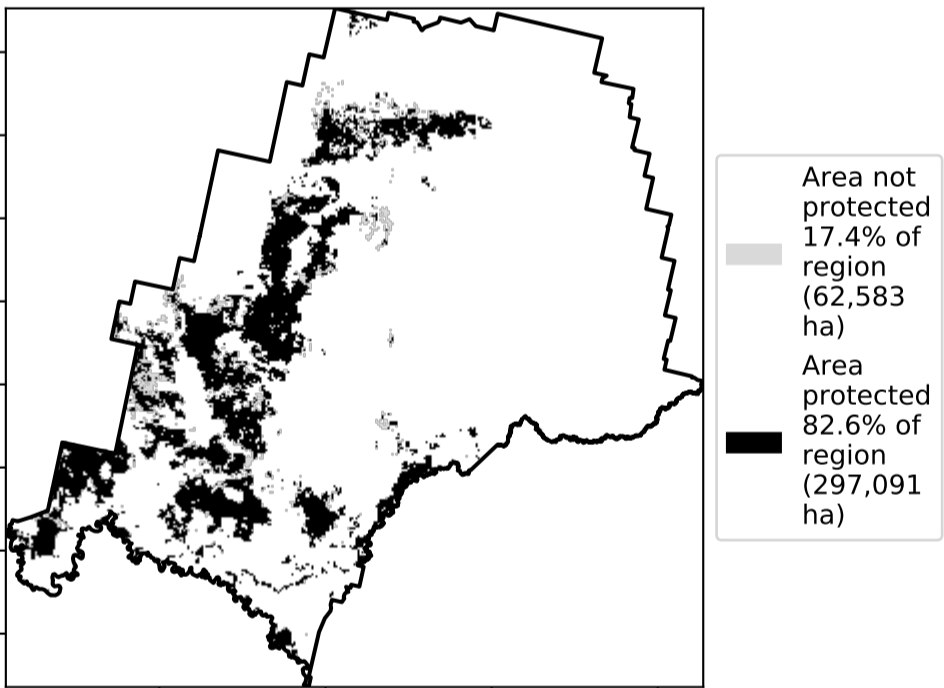 Area not
protected
17.4% of
region
(62,583
ha)
Area
protected
82.6% of
region
(297,091
ha)